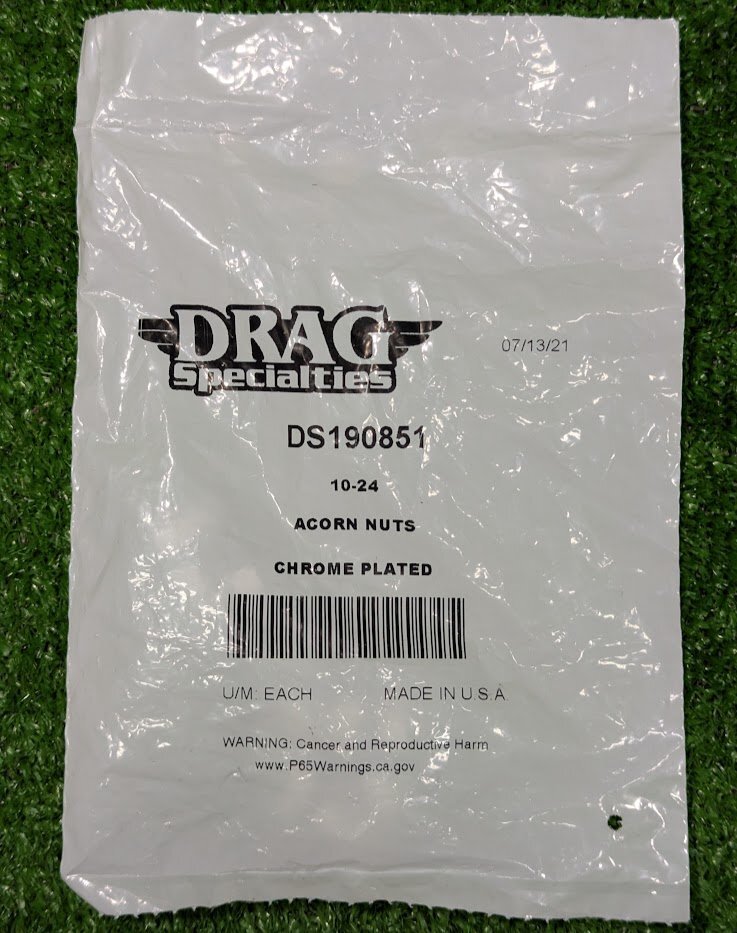 DRAG
Specialties
07/13/21
DS190851
10-24
ACORN NUTS
CHROME PLATED
U/M: EACH MADE IN U.S.A.
WARNING: Cancer and Reproductive Harm
www.P65Warnings.ca.gov